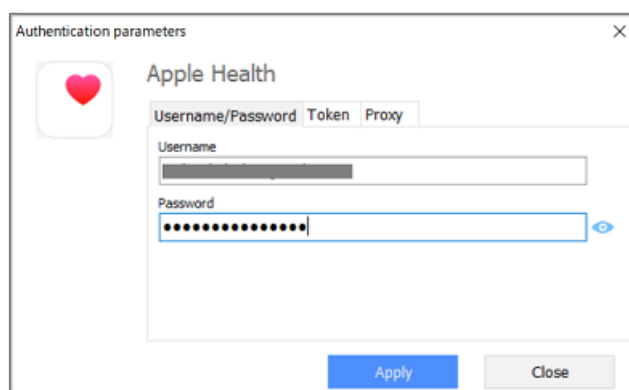 Authentication parameters
Apple Health
Username/Password Token Proxy
Username
Password
Apply Close